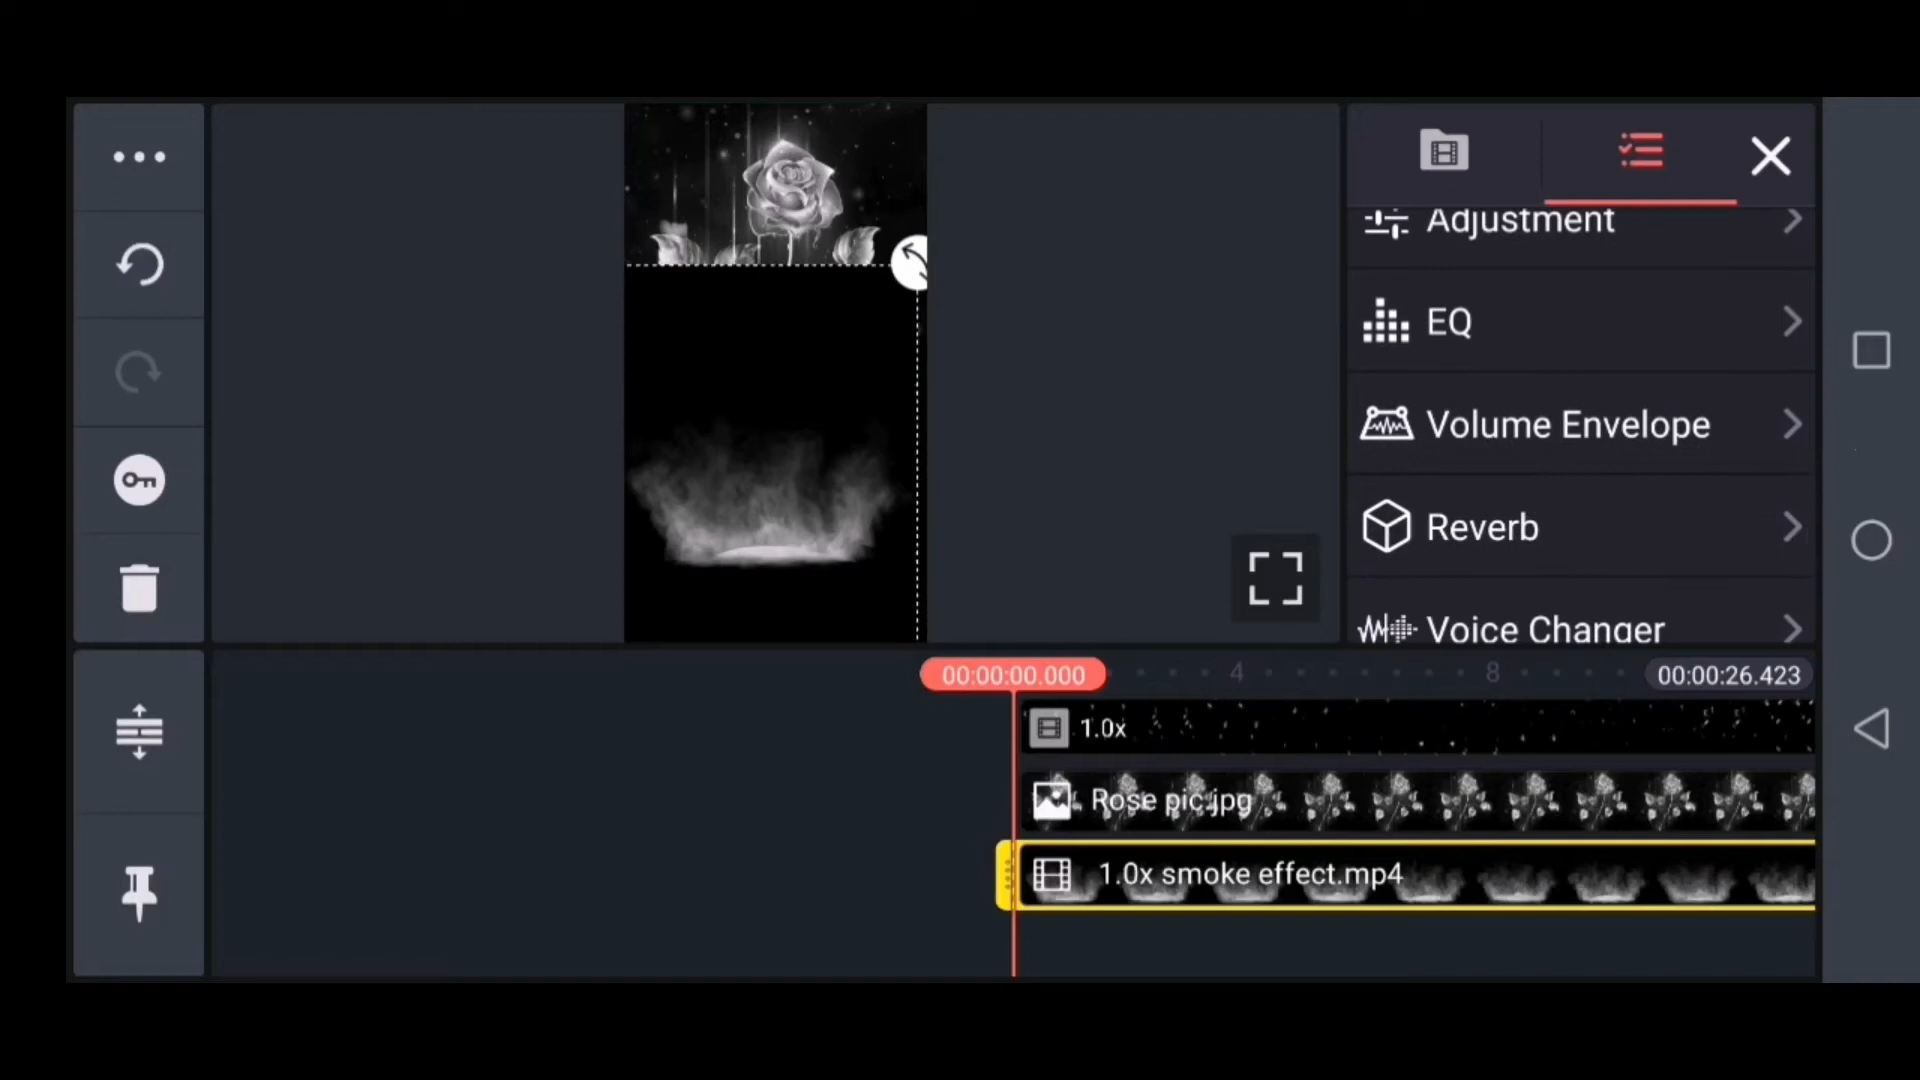 Adjustment
EQ
Volume Envelope
Reverb
Voice Changer
00:00:00.000
4
8
00:00:26.423
1.0x
Rose pic.jpg
1.0x smoke effect.mp4